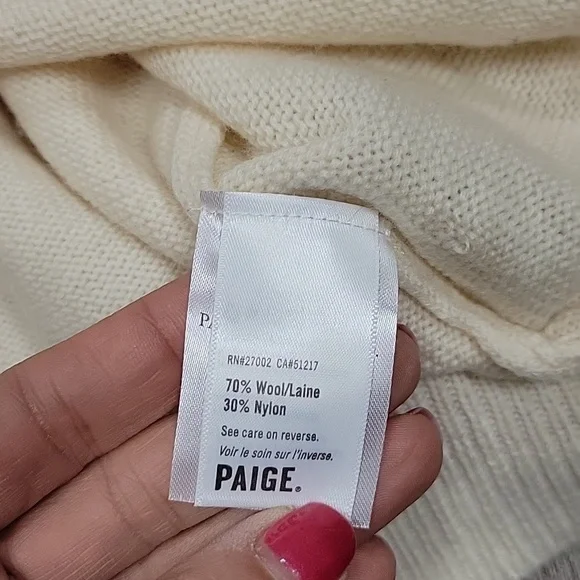 PA
RN#27002 CA#51217
70% Wool/Laine
30% Nylon
See care on reverse.
Voir le soin sur l'inverse.
PAIGE®